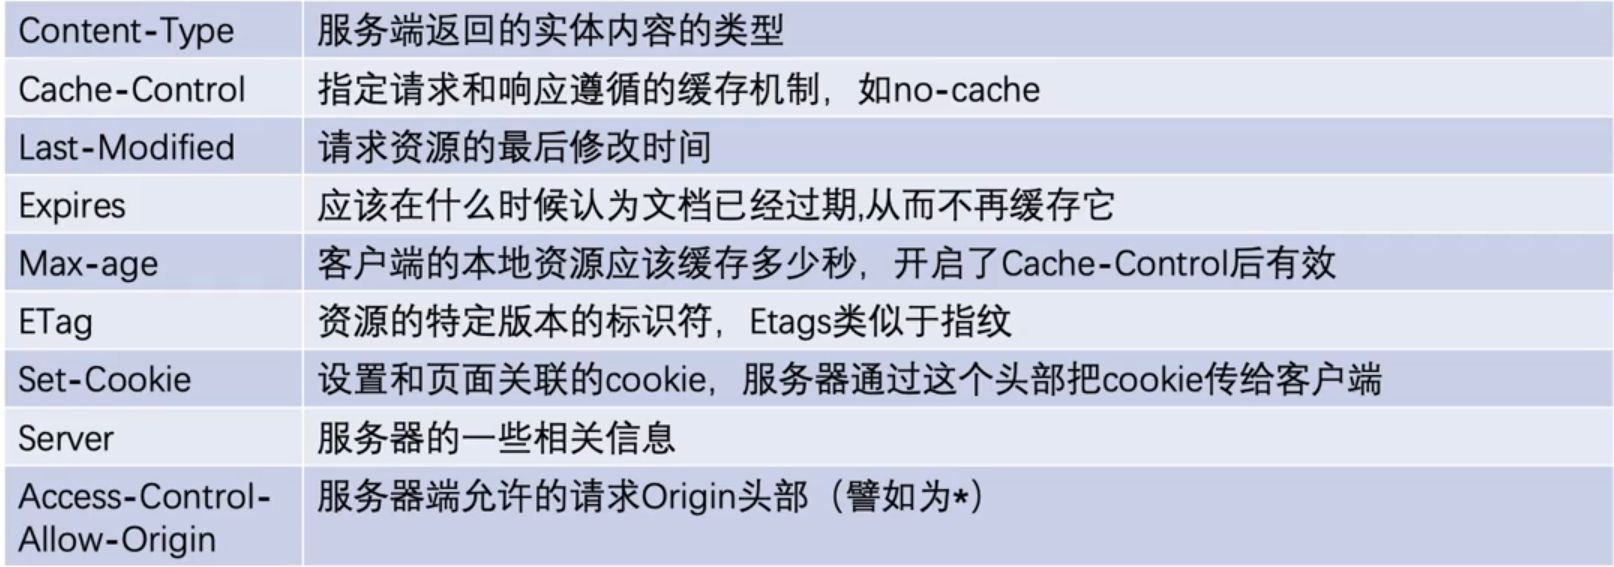 Content-Type 服务端返回的实体内容的类型
Cache-Control 指定请求和响应遵循的缓存机制，如no-cache
Last-Modified 请求资源的最后修改时间
Expires 应该在什么时候认为文档已经过期,从而不再缓存它
Max-age 客户端的本地资源应该缓存多少秒，开启了Cache-Control后有效
ETag 资源的特定版本的标识符，Etags类似于指纹
Set-Cookie 设置和页面关联的cookie，服务器通过这个头部把cookie传给客户端
Server 服务器的一些相关信息
Access-Control- 服务器端允许的请求Origin头部（譬如为*）
Allow-Origin